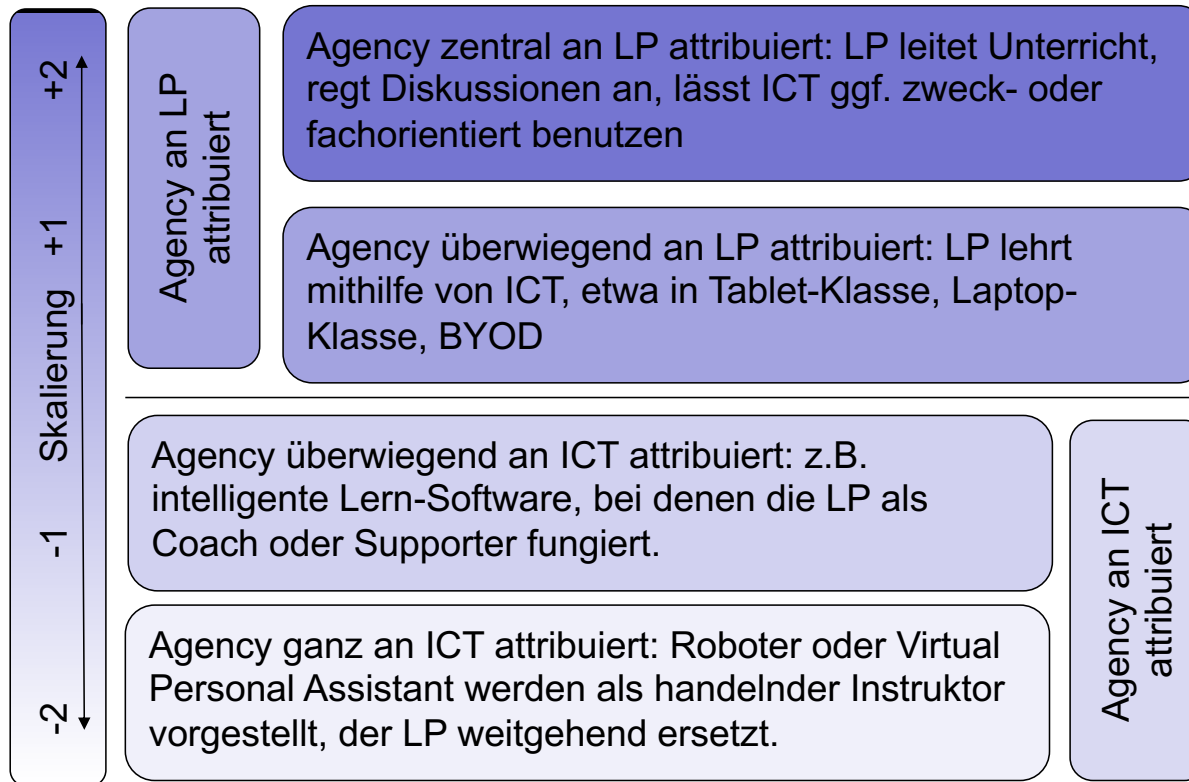 +2
+1
Skalierung
-1
-2
Agency an LP
attribuiert
Agency zentral an LP attribuiert: LP leitet Unterricht,
regt Diskussionen an, lässt ICT ggf. zweck- oder
fachorientiert benutzen
Agency überwiegend an LP attribuiert: LP lehrt
mithilfe von ICT, etwa in Tablet-Klasse, Laptop-
Klasse, BYOD
Agency überwiegend an ICT attribuiert: z.B.
intelligente Lern-Software, bei denen die LP als
Coach oder Supporter fungiert.
Agency ganz an ICT attribuiert: Roboter oder Virtual
Personal Assistant werden als handelnder Instruktor
vorgestellt, der LP weitgehend ersetzt.
Agency an ICT
attribuiert